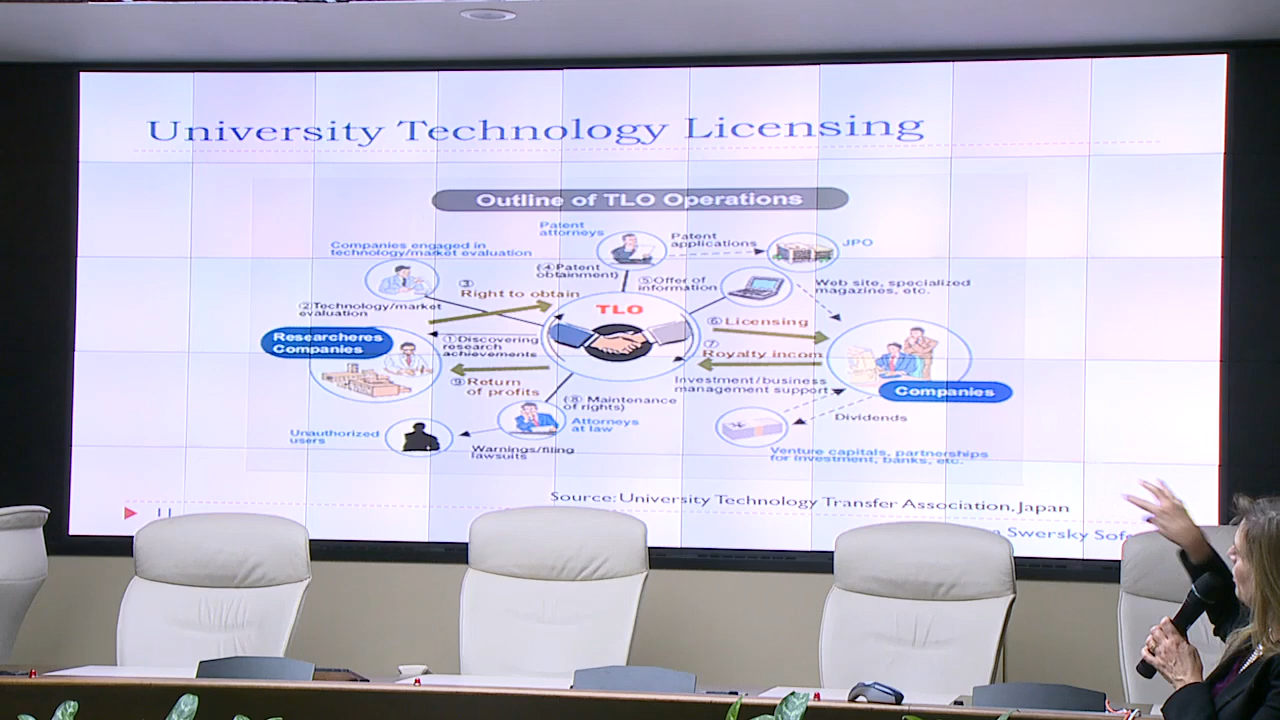 University Technology Licensing
Outline of TLO Operations
Patent
attorneys
Patent
applications
JPO
Companies engaged in
technology/market evaluation
(④Patent
obtainment)
⑤Offer of
information
Web site, specialized
magazines, etc.
③
Right to obtain
②Technology/market
evaluation
TLO
⑥Licensing
Researcheres
Companies
①Discovering
research
achievements
⑦
Royalty incom
⑨Return
of profits
Investment/business
management support
Companies
(⑧ Maintenance
of rights)
Attorneys
at law
Dividends
Unauthorized
users
Warnings/filing
lawsuits
Venture capitals, partnerships
for investment, banks, etc.
Source: University Technology Transfer Association, Japan
11
Swersky